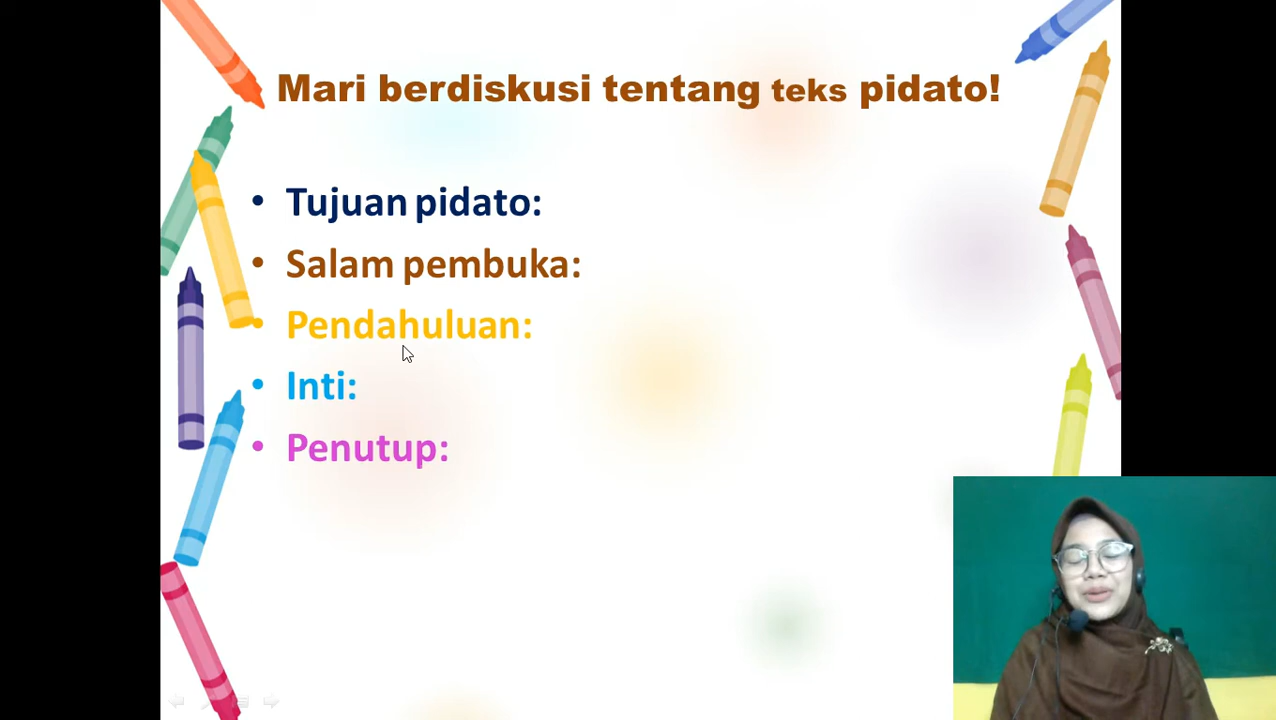 Mari berdiskusi tentang teks pidato!
• Tujuan pidato:
• Salam pembuka:
• Pendahuluan:
• Inti:
• Penutup: